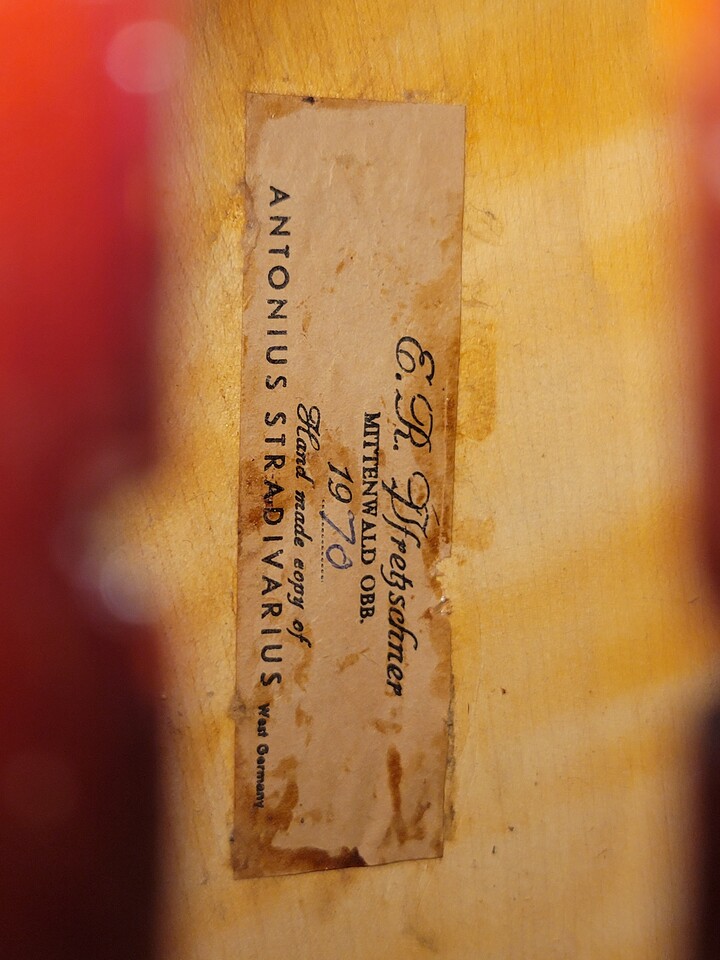 E. R. Pfretzschner
MITTENWALD OBB.
1970
Hand made copy of
ANTONIUS STRADIVARIUS
West Germany